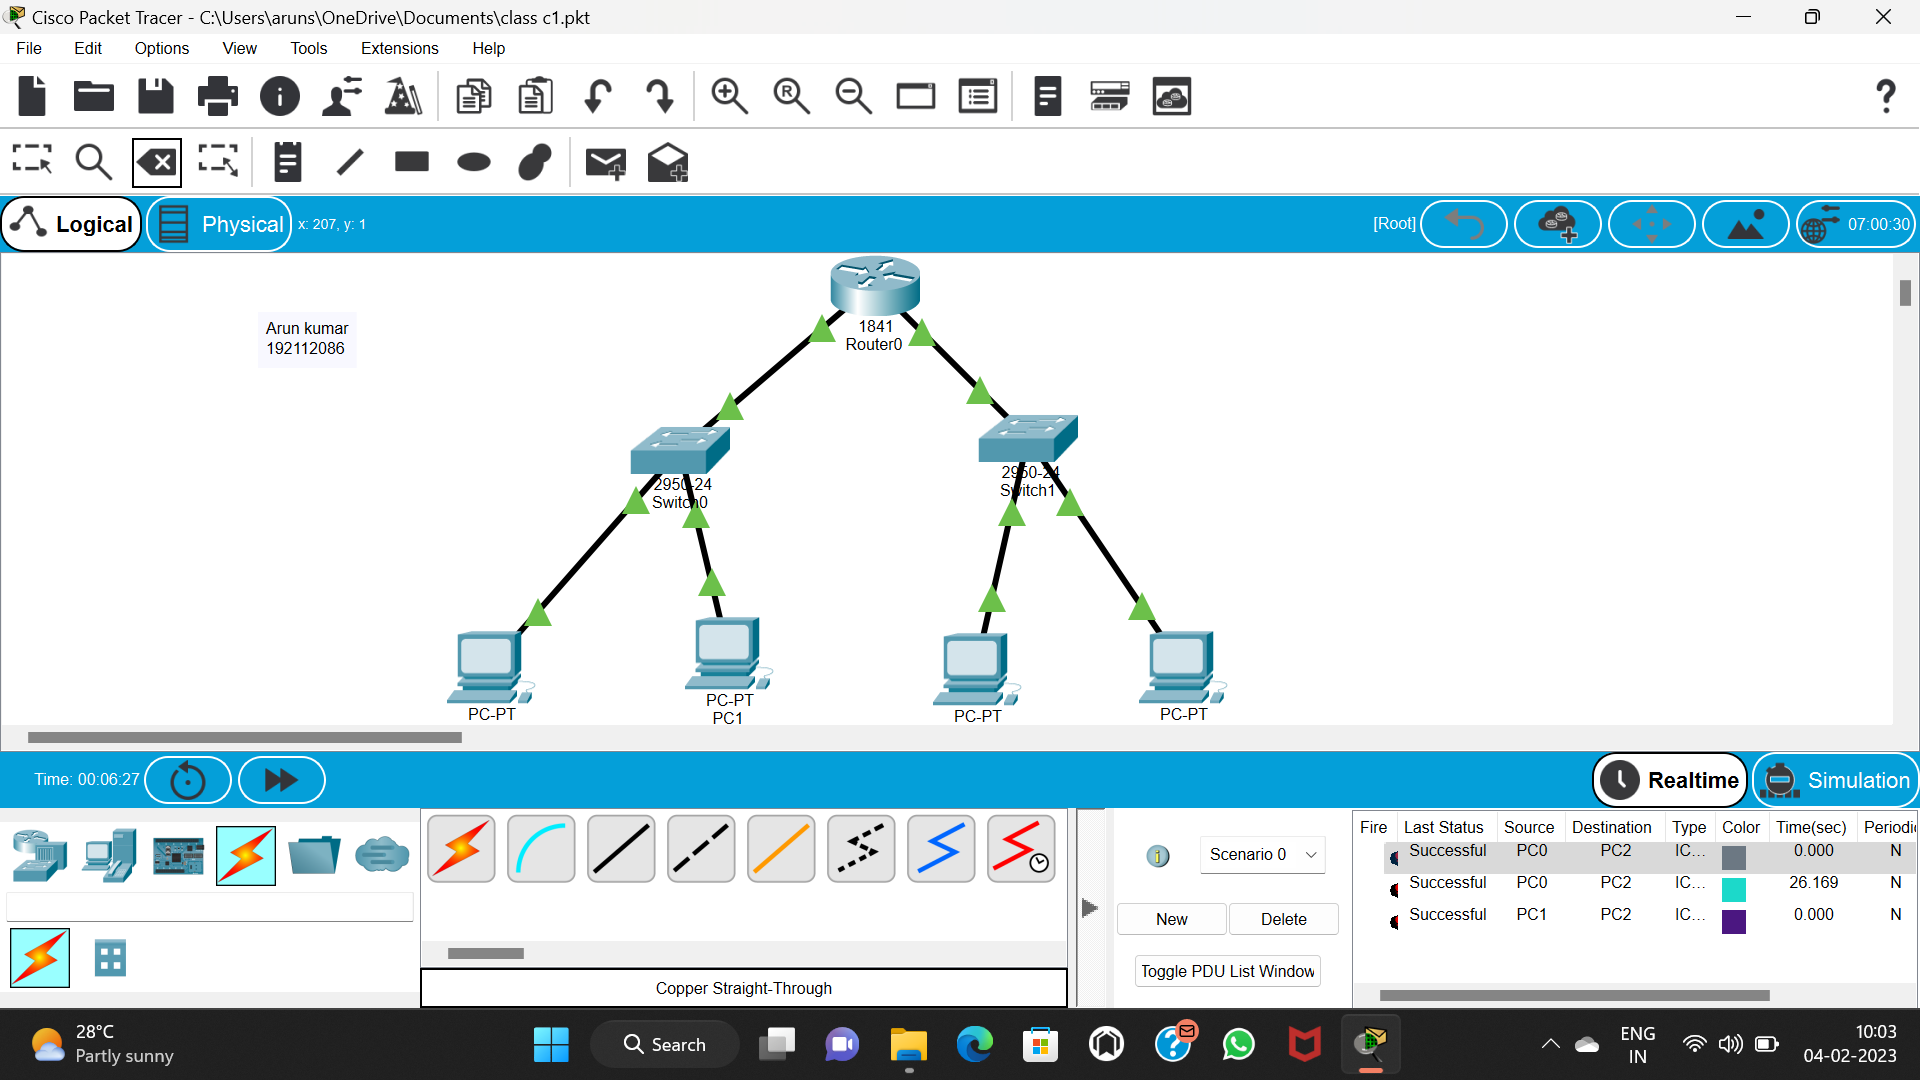 Cisco Packet Tracer - C:\Users\aruns\OneDrive\Documents\class c1.pkt
File Edit Options View Tools Extensions Help
Logical
Physical
x: 207, y: 1
[Root]
07:00:30
Arun kumar
192112086
1841
Router0
2950-24
Switch0
2950-24
Switch1
PC-PT
PC-PT
PC1
PC-PT
PC-PT
Time: 00:06:27
Realtime
Simulation
Scenario 0
New
Delete
Toggle PDU List Window
Fire Last Status Source Destination Type Color Time(sec) Periodi
Successful PC0 PC2 IC... 0.000 N
Successful PC0 PC2 IC... 26.169 N
Successful PC1 PC2 IC... 0.000 N
Copper Straight-Through
28°C
Partly sunny
Search
ENG
IN
10:03
04-02-2023